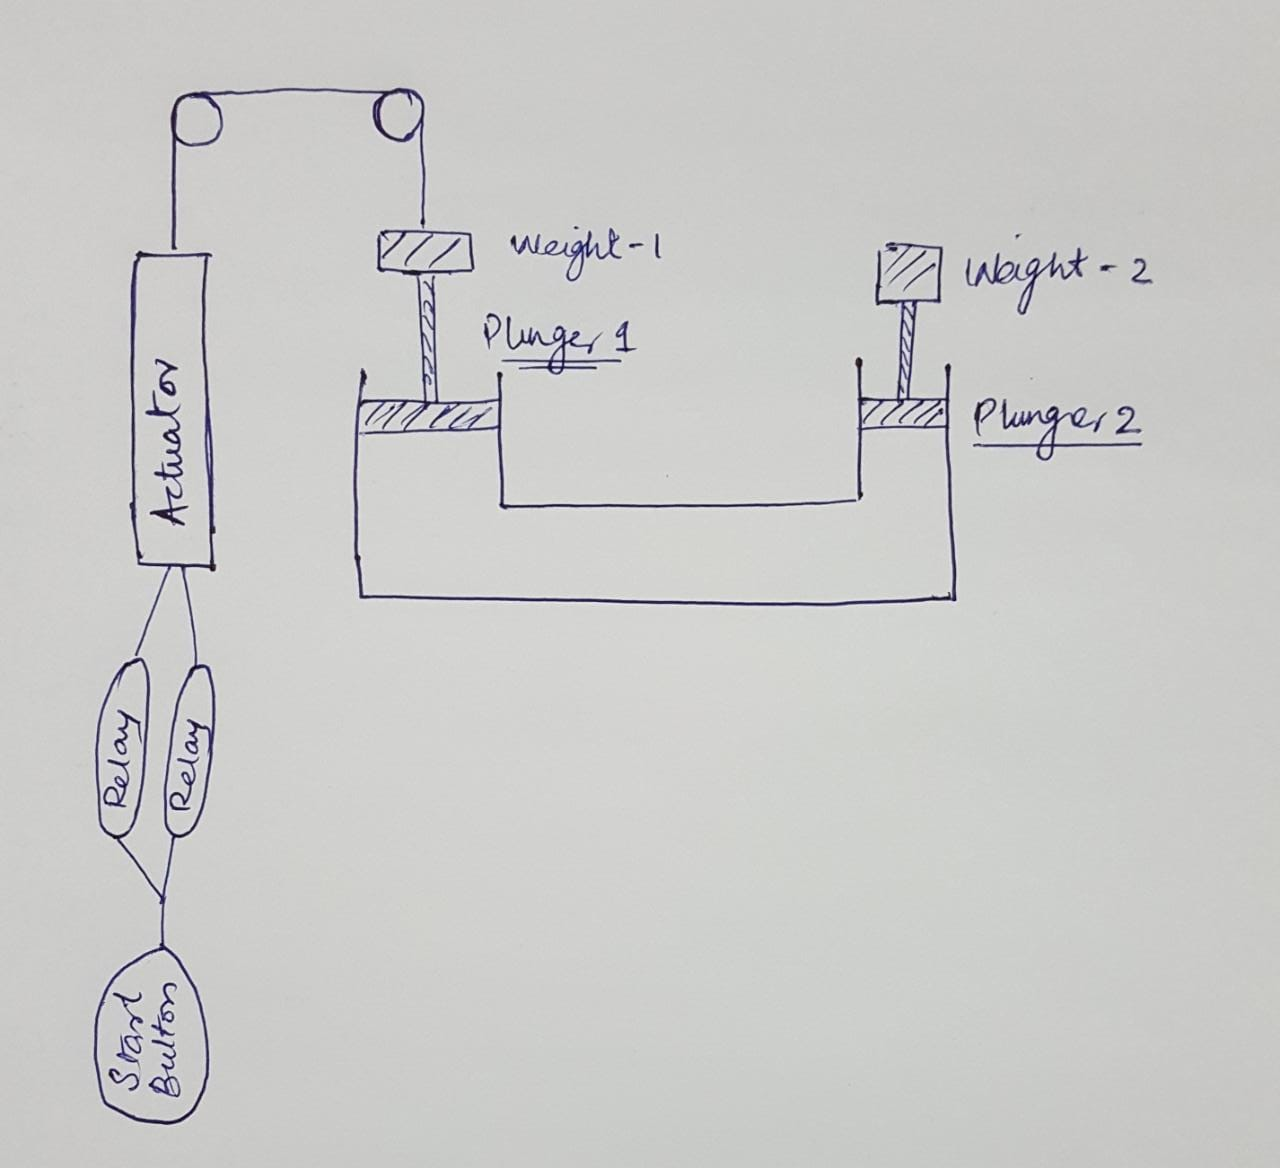 Weight-1
Weight-2
Plunger 1
Plunger 2
Actuator
Relay
Relay
Start
Button